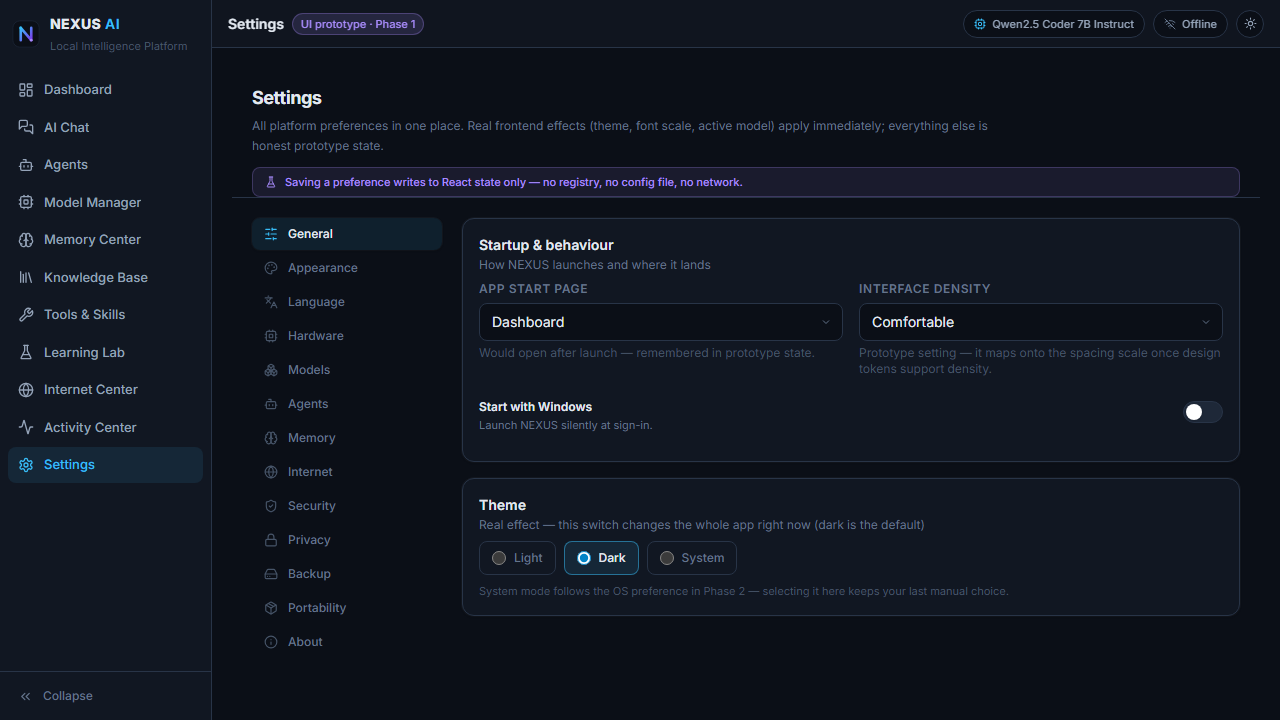 NEXUS AI
Local Intelligence Platform
Dashboard
AI Chat
Agents
Model Manager
Memory Center
Knowledge Base
Tools & Skills
Learning Lab
Internet Center
Activity Center
Settings
Collapse
Settings
UI prototype · Phase 1
Qwen2.5 Coder 7B Instruct
Offline
Settings
All platform preferences in one place. Real frontend effects (theme, font scale, active model) apply immediately; everything else is
honest prototype state.
Saving a preference writes to React state only — no registry, no config file, no network.
General
Appearance
Language
Hardware
Models
Agents
Memory
Internet
Security
Privacy
Backup
Portability
About
Startup & behaviour
How NEXUS launches and where it lands
APP START PAGE
Dashboard
Would open after launch — remembered in prototype state.
INTERFACE DENSITY
Comfortable
Prototype setting — it maps onto the spacing scale once design
tokens support density.
Start with Windows
Launch NEXUS silently at sign-in.
Theme
Real effect — this switch changes the whole app right now (dark is the default)
Light
Dark
System
System mode follows the OS preference in Phase 2 — selecting it here keeps your last manual choice.